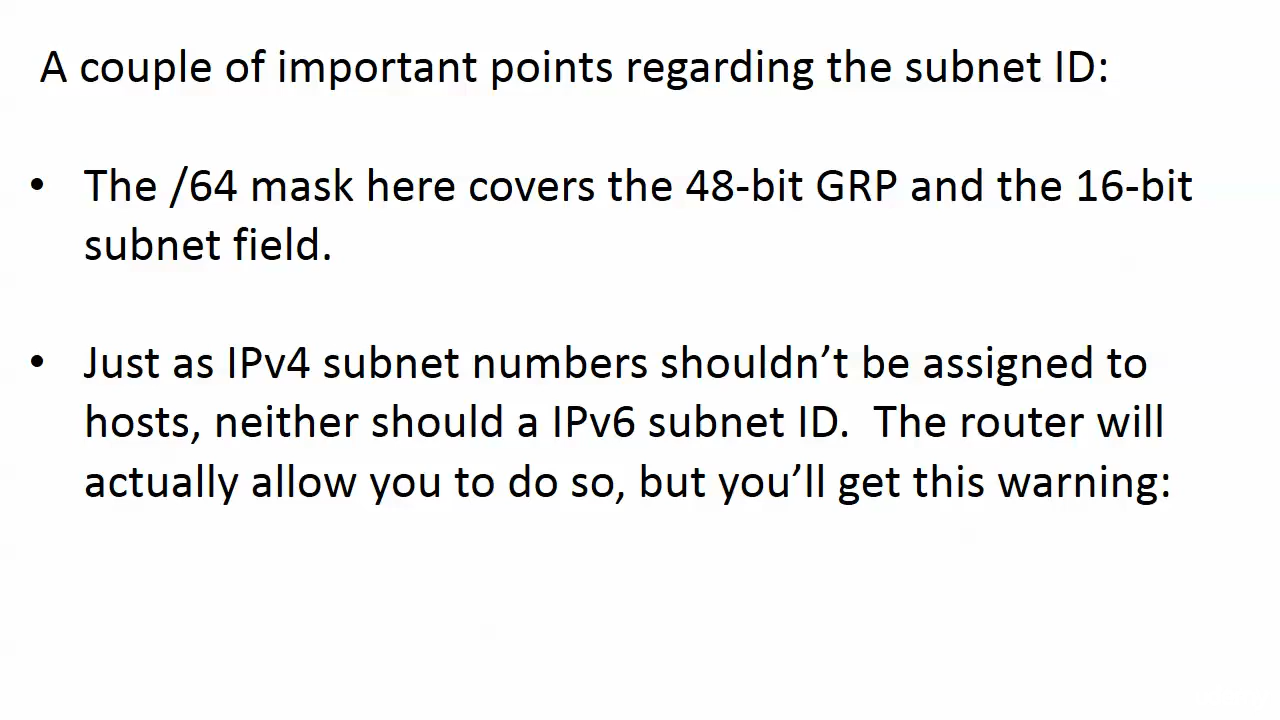 A couple of important points regarding the subnet ID:
• The /64 mask here covers the 48-bit GRP and the 16-bit
subnet field.
• Just as IPv4 subnet numbers shouldn’t be assigned to
hosts, neither should a IPv6 subnet ID.  The router will
actually allow you to do so, but you’ll get this warning: